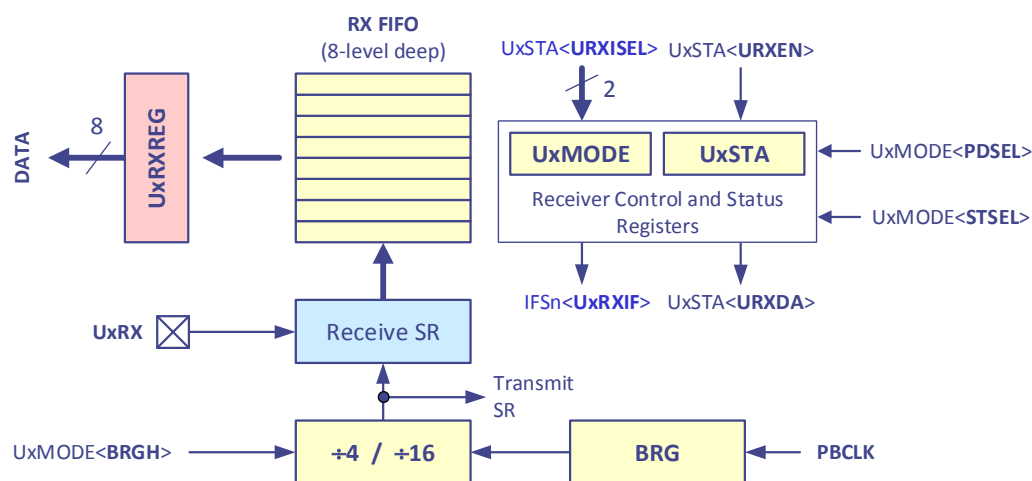 RX FIFO
(8-level deep)
UxSTA<URXISEL>
UxSTA<URXEN>
2
8
DATA
UxRXREG
UxMODE
UxSTA
Receiver Control and Status
Registers
UxMODE<PDSEL>
UxMODE<STSEL>
IFSn<UxRXIF>
UxSTA<URXDA>
UxRX
Receive SR
Transmit
SR
UxMODE<BRGH>
÷4 / ÷16
BRG
PBCLK